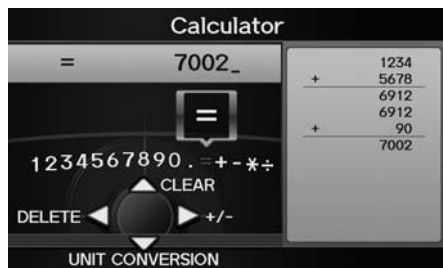 Calculator
= 7002_
1234
+ 5678
6912
6912
+ 90
7002
=
1234567890.=+-*÷
CLEAR
DELETE +/-
UNIT CONVERSION